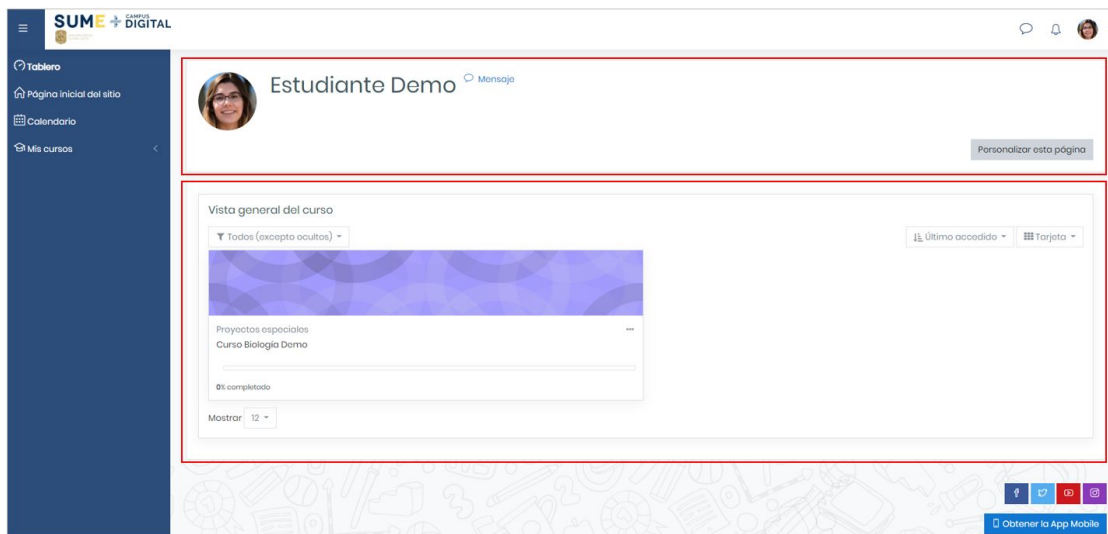 SUME + CAMPUS DIGITAL
Tablero
Página inicial del sitio
Calendario
Mis cursos
Estudiante Demo Mensaje
Personalizar esta página
Vista general del curso
Todos (excepto ocultos) Último accedido Tarjeta
Proyectos especiales
Curso Biología Demo
0% completado
Mostrar 12
Obtener la App Mobile